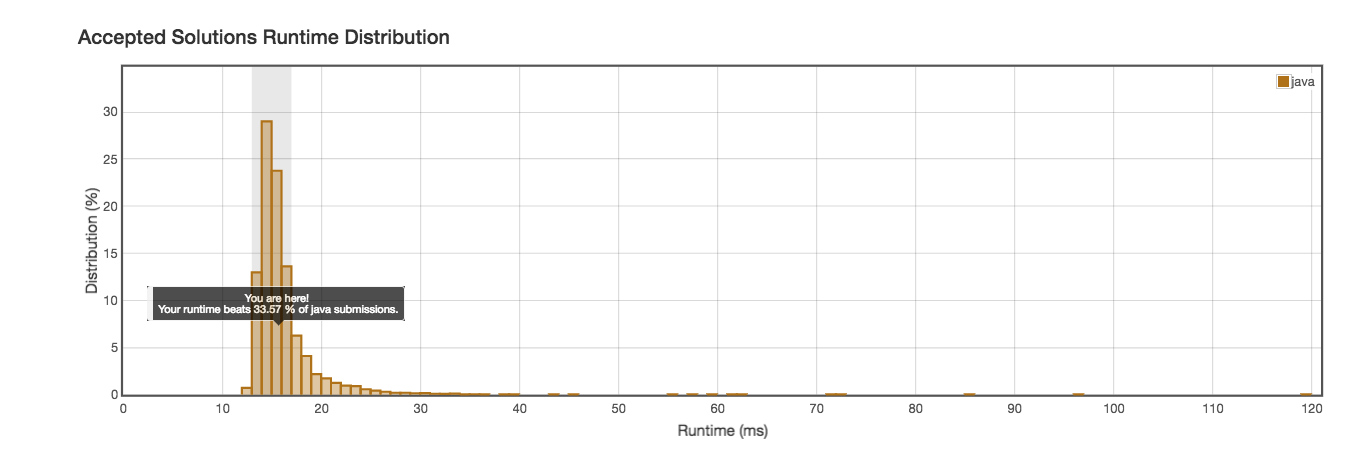 Accepted Solutions Runtime Distribution
java
30
25
20
15
10
5
0
Distribution (%)
You are here!
Your runtime beats 33.57 % of java submissions.
0 10 20 30 40 50 60 70 80 90 100 110 120
Runtime (ms)